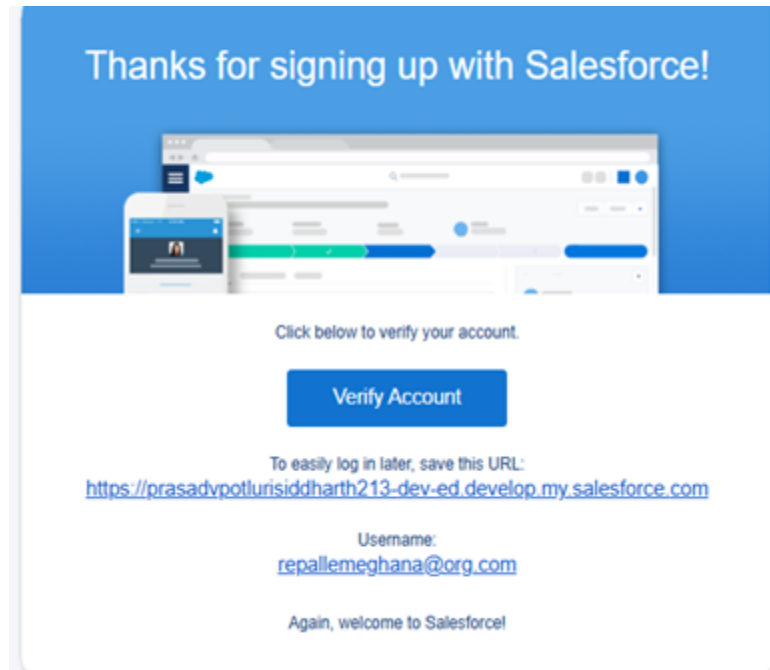 Thanks for signing up with Salesforce!
Click below to verify your account.
Verify Account
To easily log in later, save this URL:
https://prasadvpotlurisiddharth213-dev-ed.develop.my.salesforce.com
Username:
repallemeghana@org.com
Again, welcome to Salesforce!